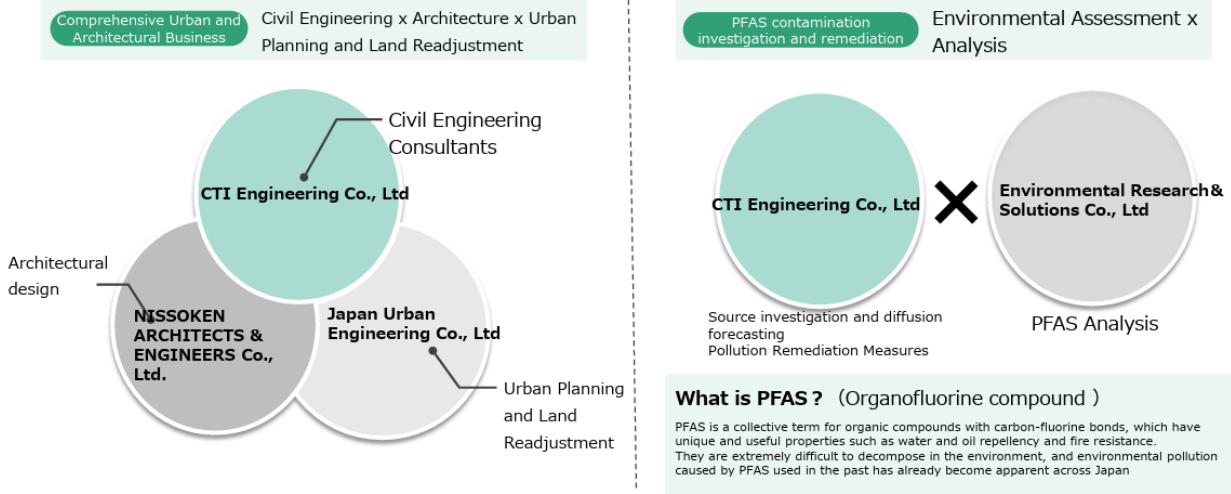 Comprehensive Urban and
Architectural Business
Civil Engineering x Architecture x Urban
Planning and Land Readjustment
Civil Engineering
Consultants
CTI Engineering Co., Ltd
Architectural
design
NISSOKEN
ARCHITECTS &
ENGINEERS Co.,
Ltd.
Japan Urban
Engineering Co., Ltd
Urban Planning
and Land
Readjustment
PFAS contamination
investigation and remediation
Environmental Assessment x
Analysis
CTI Engineering Co., Ltd
Environmental Research&
Solutions Co., Ltd
Source investigation and diffusion
forecasting
Pollution Remediation Measures
PFAS Analysis
What is PFAS？（Organofluorine compound ）
PFAS is a collective term for organic compounds with carbon-fluorine bonds, which have
unique and useful properties such as water and oil repellency and fire resistance.
They are extremely difficult to decompose in the environment, and environmental pollution
caused by PFAS used in the past has already become apparent across Japan